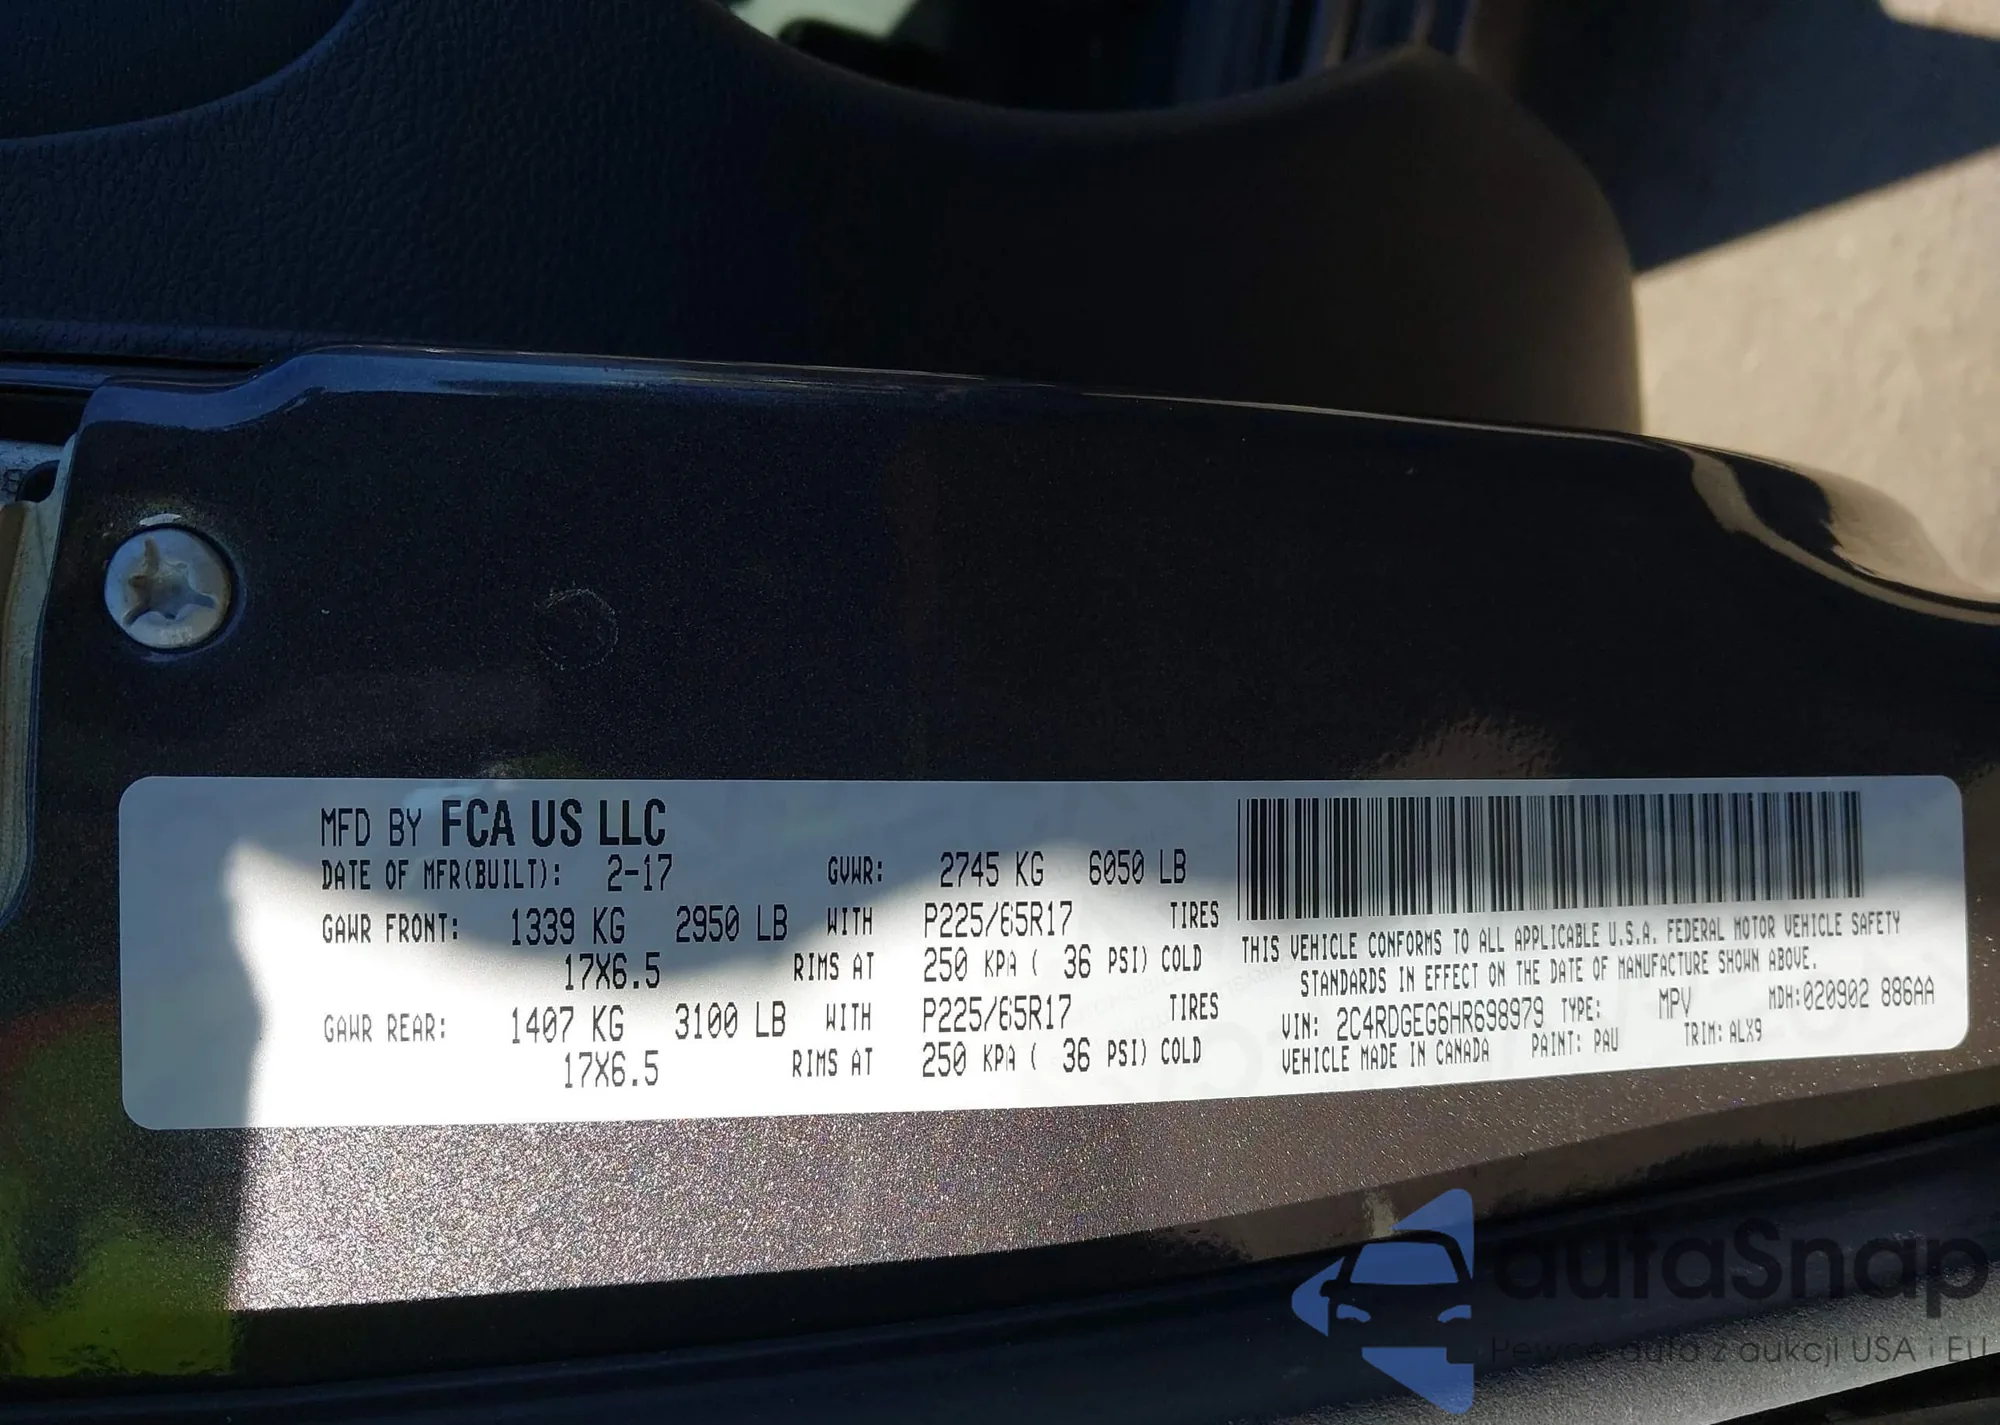 MFD BY FCA US LLC
DATE OF MFR(BUILT): 2-17 GVWR: 2745 KG 6050 LB
GAWR FRONT: 1339 KG 2950 LB WITH P225/65R17 TIRES
17X6.5 RIMS AT 250 KPA ( 36 PSI) COLD
GAWR REAR: 1407 KG 3100 LB WITH P225/65R17 TIRES
17X6.5 RIMS AT 250 KPA ( 36 PSI) COLD
THIS VEHICLE CONFORMS TO ALL APPLICABLE U.S.A. FEDERAL MOTOR VEHICLE SAFETY
STANDARDS IN EFFECT ON THE DATE OF MANUFACTURE SHOWN ABOVE.
VIN: 2C4RDGEG6HR698979 TYPE: MPV MDH:020902 886AA
VEHICLE MADE IN CANADA PAINT: PAU TRIM: ALX9
autaSnap
Pewne auta z aukcji USA i EU